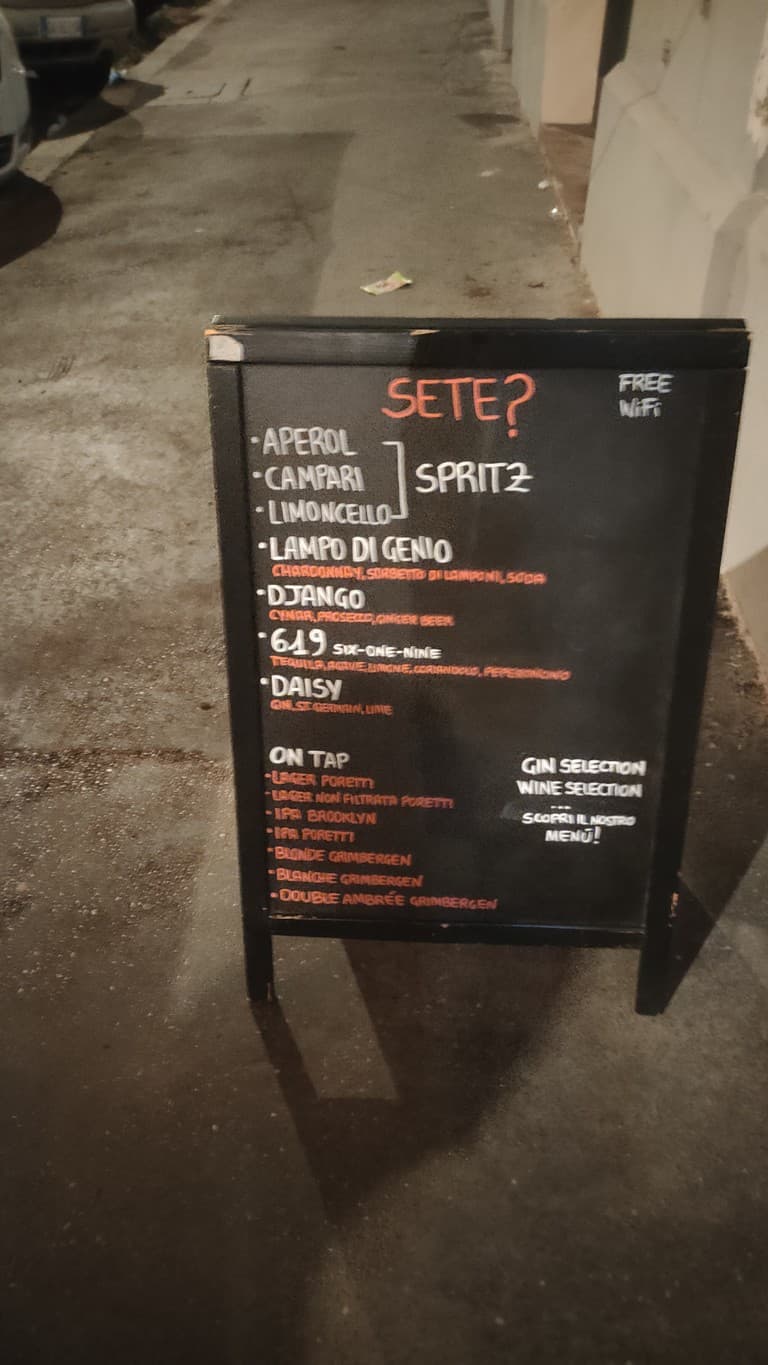 SETE?
FREE
WiFi
• APEROL
• CAMPARI
• LIMONCELLO
SPRITZ
• LAMPO DI GENIO
CHARDONNAY, SORBETTO DI LAMPONI, SODA
• DJANGO
CYNAR, PROSECCO, GINGER BEER
• 619 SIX-ONE-NINE
TEQUILA, AGAVE, LIMONE, CORIANDOLO, PEPERONCINO
• DAISY
GIN, ST. GERMAIN, LIME
ON TAP
• LAGER PORETTI
• LAGER NON FILTRATA PORETTI
• IPA BROOKLYN
• IPA PORETTI
• BLONDE GRIMBERGEN
• BLANCHE GRIMBERGEN
• DOUBLE AMBRÉE GRIMBERGEN
GIN SELECTION
WINE SELECTION
...
SCOPRI IL NOSTRO
MENÙ!